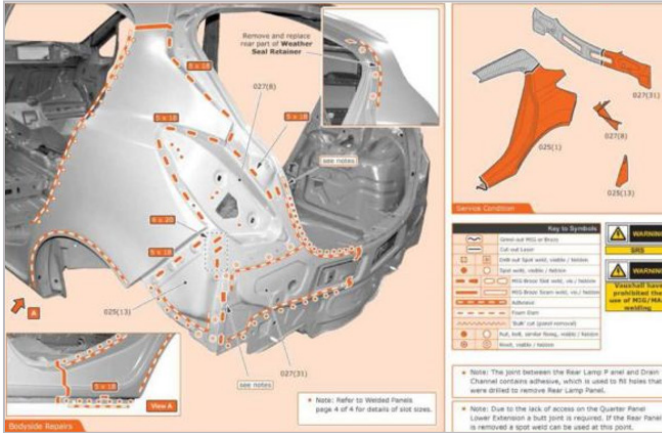 Remove and replace
rear part of Weather
Seal Retainer
8 x 18
027(8)
5 x 18
5 x 18
see notes
6 x 20
5 x 18
025(13)
027(31)
see notes
A
5 x 18
View A
Note: Refer to Welded Panels
page 4 of 4 for details of slot sizes.
Bodyside Repairs
027(31)
027(8)
025(1)
025(13)
Service Condition
Key to Symbols
Grind out MIG or Braze
Cut out Laser
Drill out Spot weld, visible / hidden
Spot weld, visible / hidden
MIG Braze Slot weld, vis / hidden
MIG Braze Seam weld, vis / hidden
Adhesive
Foam Dam
'Bulk' cut (panel removal)
Nut, bolt, similar fixing, visible / hidden
Rivet, visible / hidden
WARNING
SRS
WARNING
Vauxhall have
prohibited the
use of MIG/MAG
welding
Note: The joint between the Rear Lamp Panel and Drain
Channel contains adhesive, which is used to fill holes that
were drilled to remove Rear Lamp Panel.
Note: Due to the lack of access on the Quarter Panel
Lower Extension a butt joint is required. If the Rear Panel
is removed a spot weld can be used at this point.